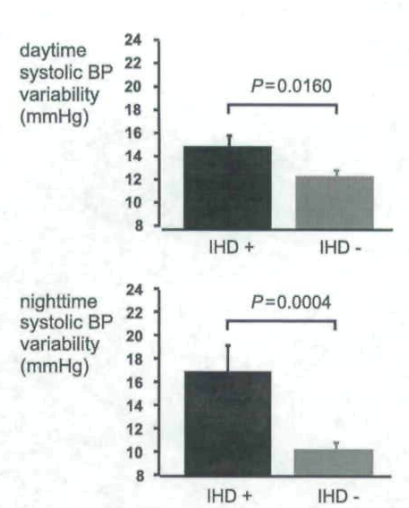 daytime
systolic BP
variability
(mmHg)
24
22
20
18
16
14
12
10
8
P=0.0160
IHD +
IHD -
nighttime
systolic BP
variability
(mmHg)
24
22
20
18
16
14
12
10
8
P=0.0004
IHD +
IHD -